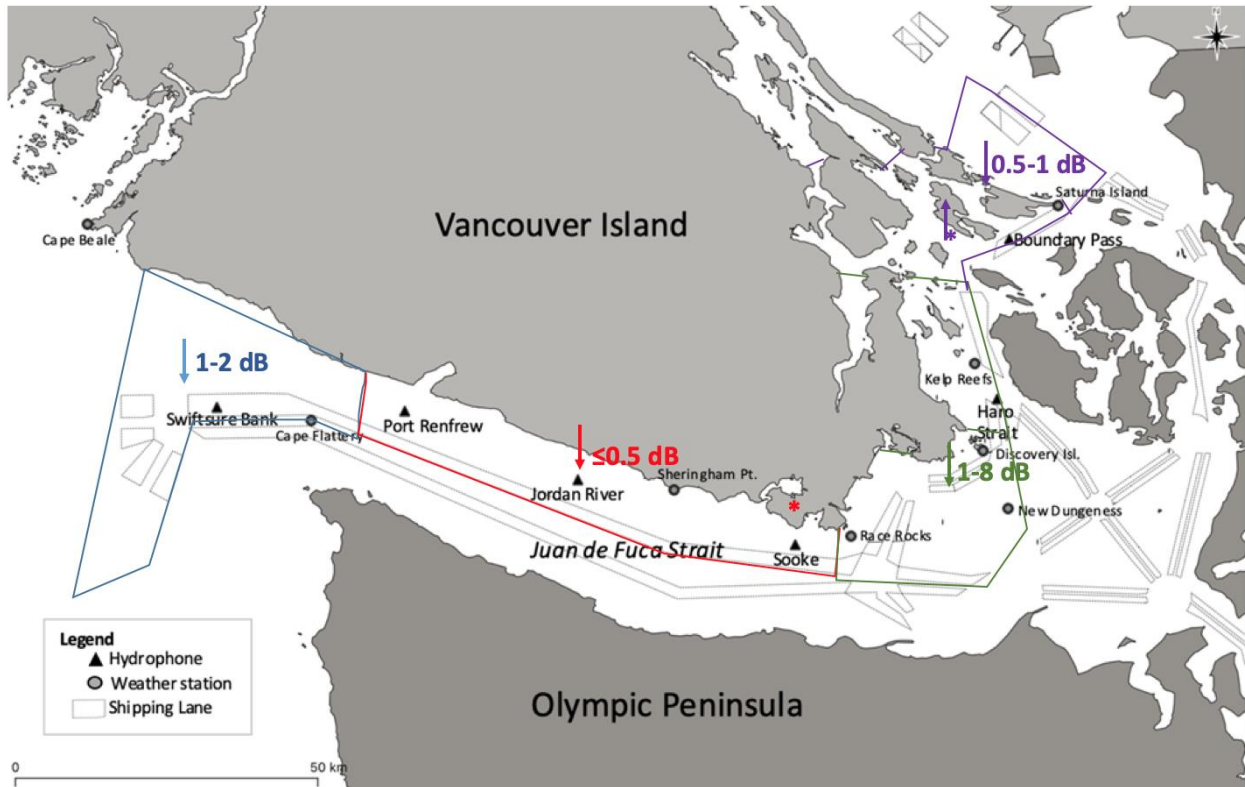 N
0.5-1 dB
Saturna Island
Vancouver Island
Cape Beale
*
Boundary Pass
1-2 dB
Kelp Reefs
Swiftsure Bank
Cape Flattery
Port Renfrew
Haro
Strait
≤0.5 dB
Discovery Isl.
Sheringham Pt.
1-8 dB
Jordan River
*
New Dungeness
Race Rocks
Juan de Fuca Strait
Sooke
Legend
Hydrophone
Weather station
Shipping Lane
Olympic Peninsula
0
50 km